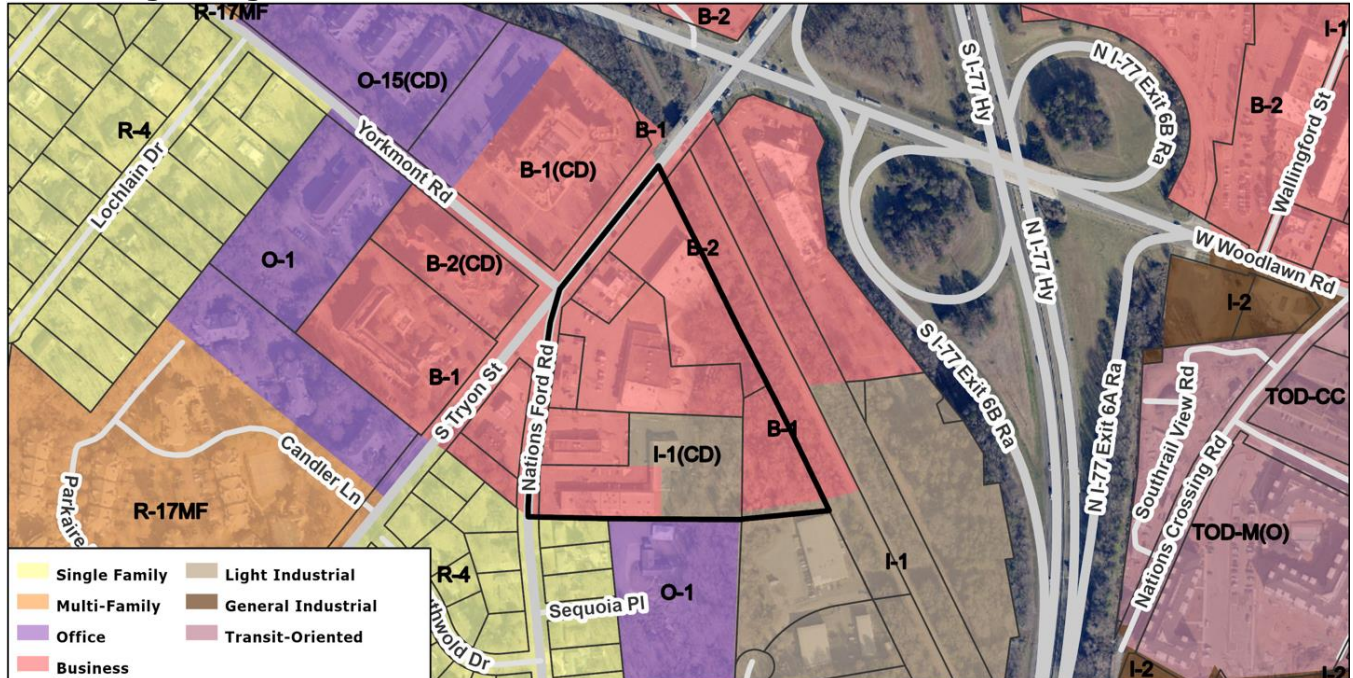 R-17MF
B-2
I-1
O-15(CD)
S I-77 Hy
N I-77 Exit 6B Ra
R-4
Yorkmont Rd
B-1
B-2
Lochlain Dr
B-1(CD)
Wallingford St
N I-77 Hy
W Woodlawn Rd
O-1
B-2(CD)
B-2
I-2
S I-77 Exit 6B Ra
N I-77 Exit 6A Ra
Southrail View Rd
B-1
S Tryon St
Nations Ford Rd
TOD-CC
B-1
Candler Ln
I-1(CD)
Nations Crossing Rd
Parkaire
R-17MF
TOD-M(O)
Single Family
Light Industrial
R-4
I-1
Multi-Family
General Industrial
O-1
Sequoia Pl
Office
Transit-Oriented
uthwold Dr
Business
I-2
I-2